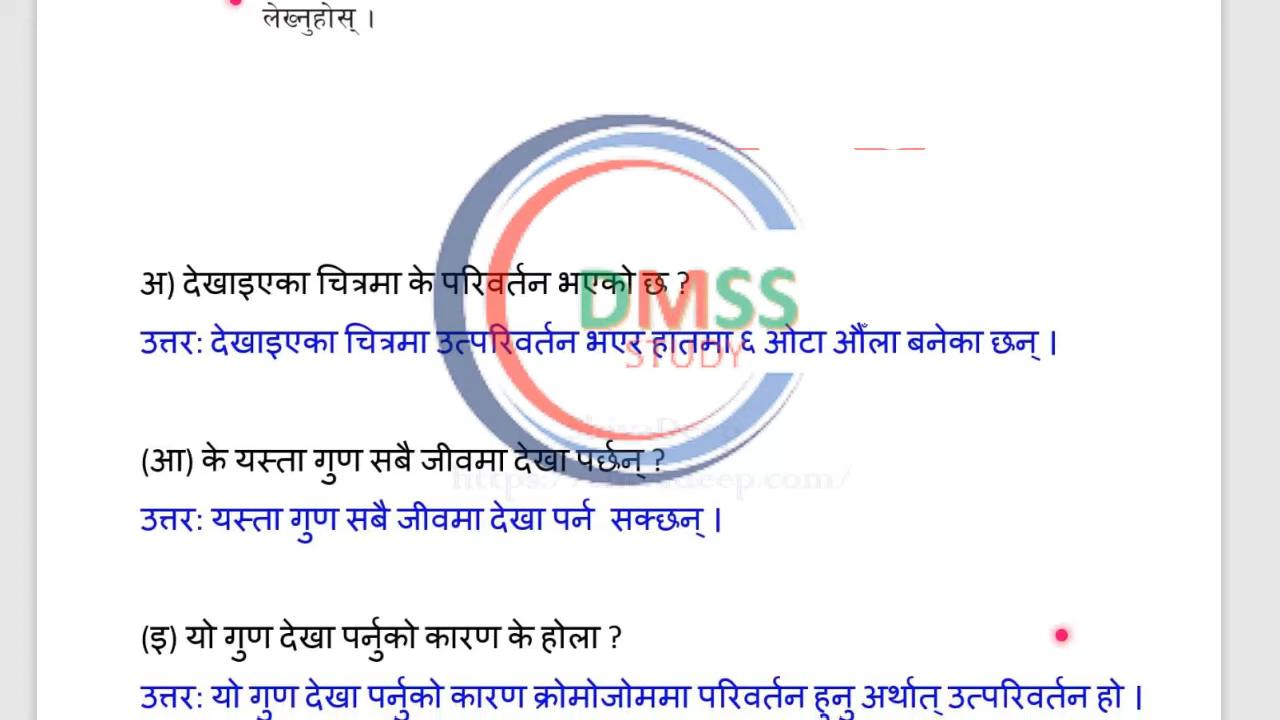 लेख्नुहोस् ।
अ) देखाइएका चित्रमा के परिवर्तन भएको छ ?
DMSS
उत्तर: देखाइएका चित्रमा उत्परिवर्तन भएर हातमा ६ ओटा औँला बनेका छन् ।
STUDY
(आ) के यस्ता गुण सबै जीवमा देखा पर्छन् ?
उत्तर: यस्ता गुण सबै जीवमा देखा पर्न सक्छन् ।
(इ) यो गुण देखा पर्नुको कारण के होला ?
उत्तर: यो गुण देखा पर्नुको कारण क्रोमोजोममा परिवर्तन हुनु अर्थात् उत्परिवर्तन हो ।